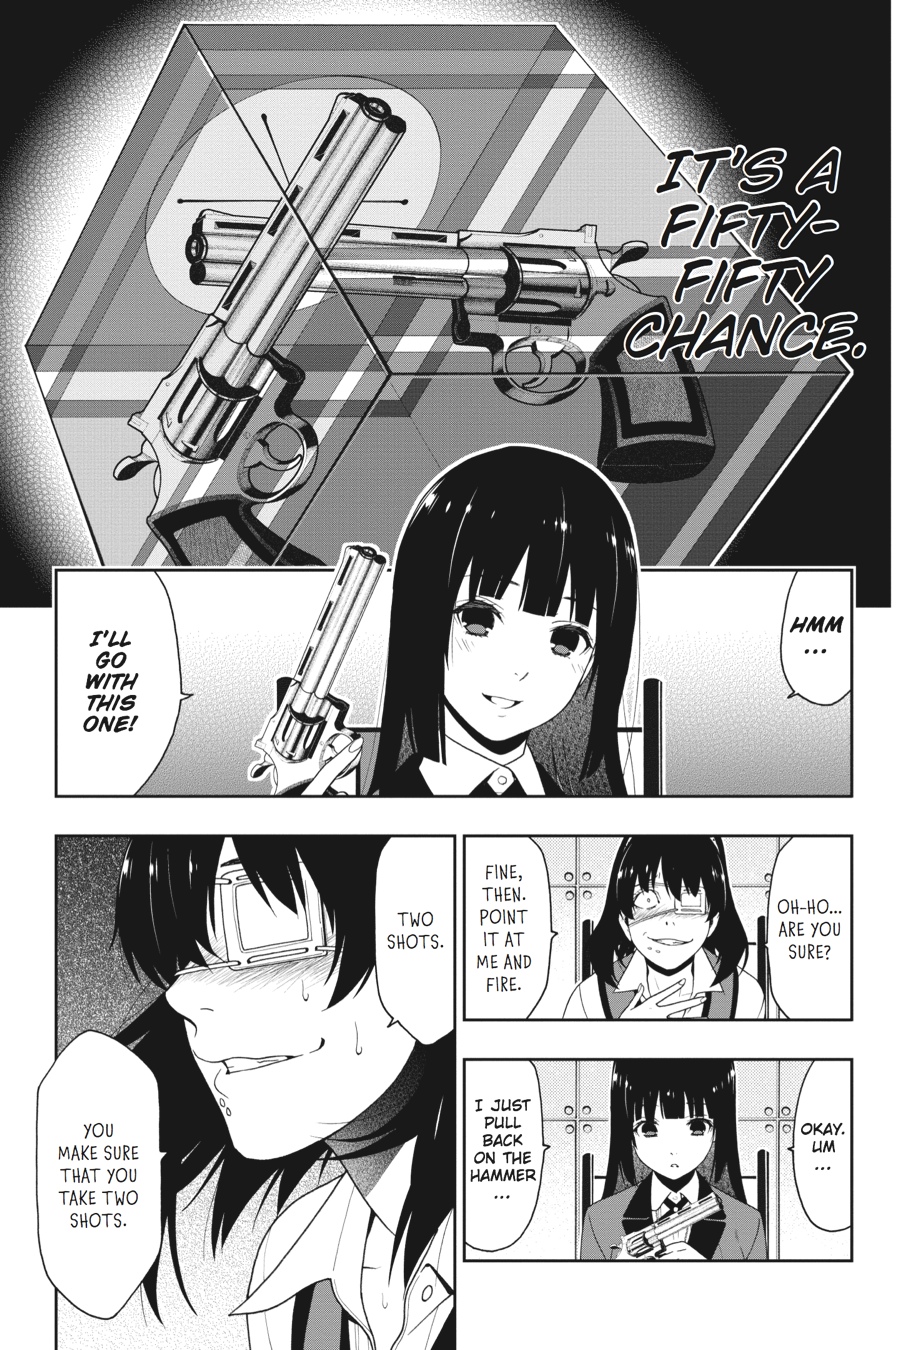 IT'S A
FIFTY-
FIFTY
CHANCE.
HMM
...
I'LL
GO
WITH
THIS
ONE!
OH-HO...
ARE YOU
SURE?
FINE,
THEN.
POINT
IT AT
ME AND
FIRE.
OKAY.
UM
...
I JUST
PULL
BACK
ON THE
HAMMER
...
TWO
SHOTS.
YOU
MAKE SURE
THAT YOU
TAKE TWO
SHOTS.